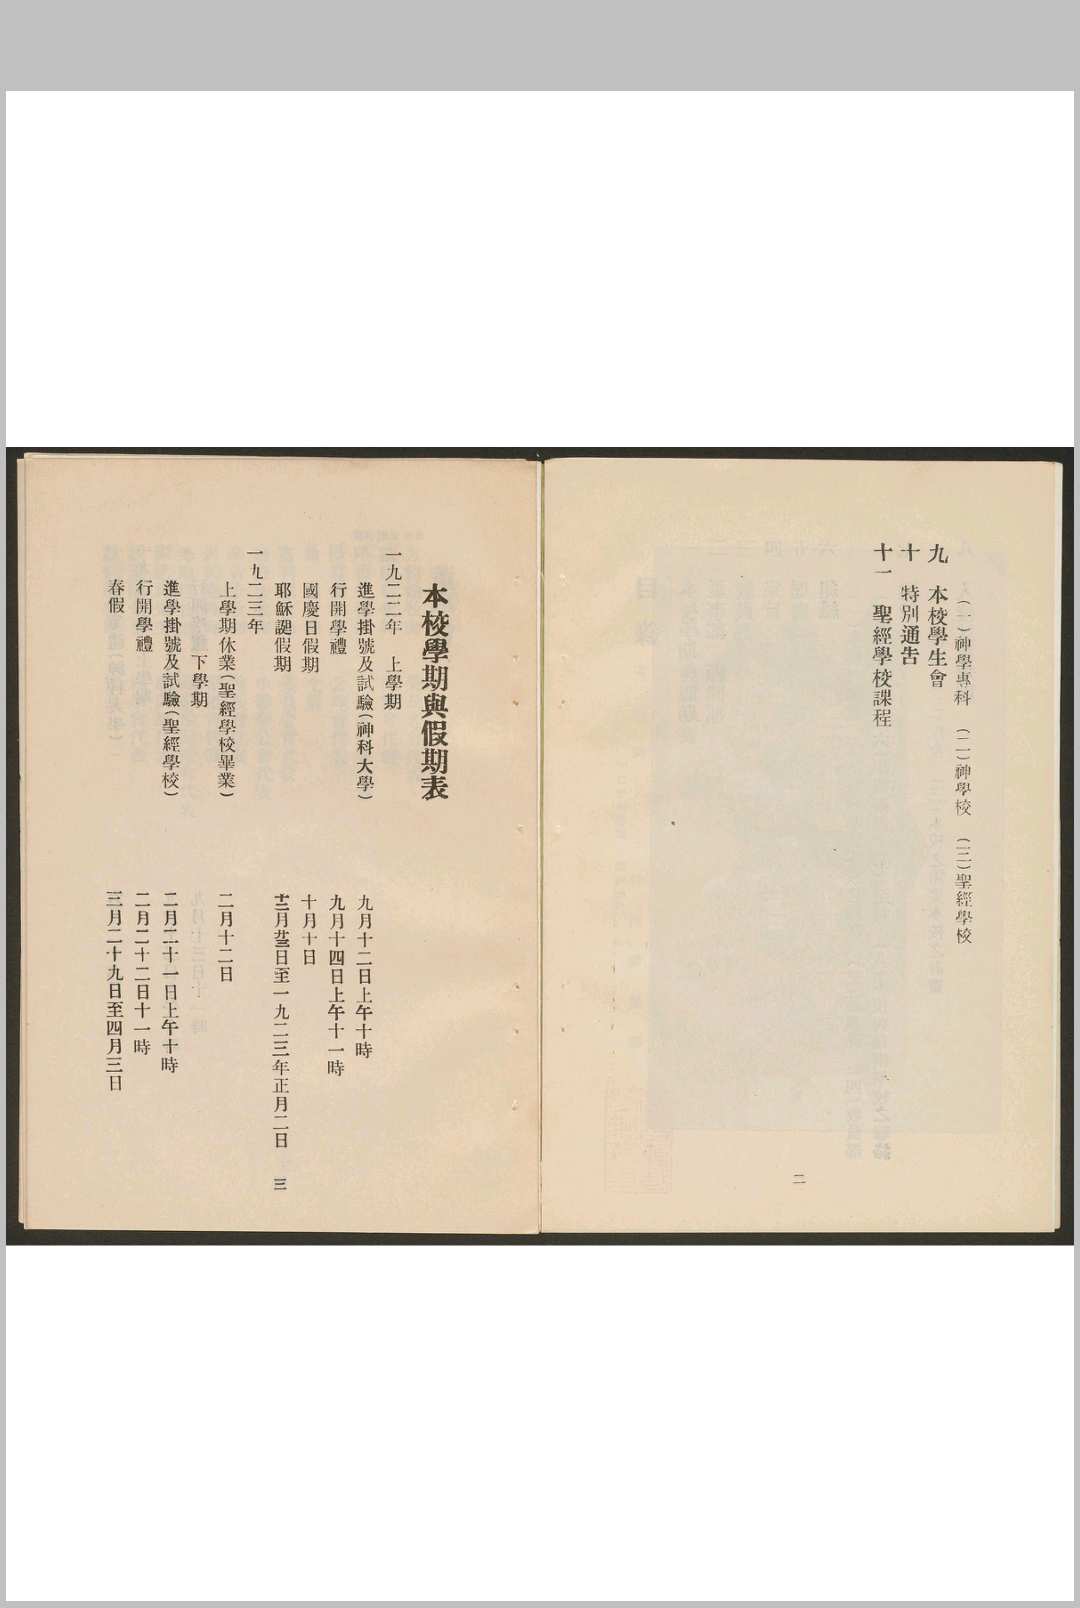 (一)神學專科 (二)神學校 (三)聖經學校
九 本校學生會
十 特別通告
十一 聖經學校課程
二
本校學期與假期表
一九二二年 上學期
進學掛號及試驗(神科大學) 九月十二日上午十時
行開學禮 九月十四日上午十一時
國慶日假期 十月十日
耶穌誕假期 十二月廿三日至一九二三年正月二日
一九二三年
上學期休業(聖經學校畢業) 二月十二日
下學期
進學掛號及試驗(聖經學校) 二月二十一日上午十時
行開學禮 二月二十二日十一時
春假 三月二十九日至四月三日
三